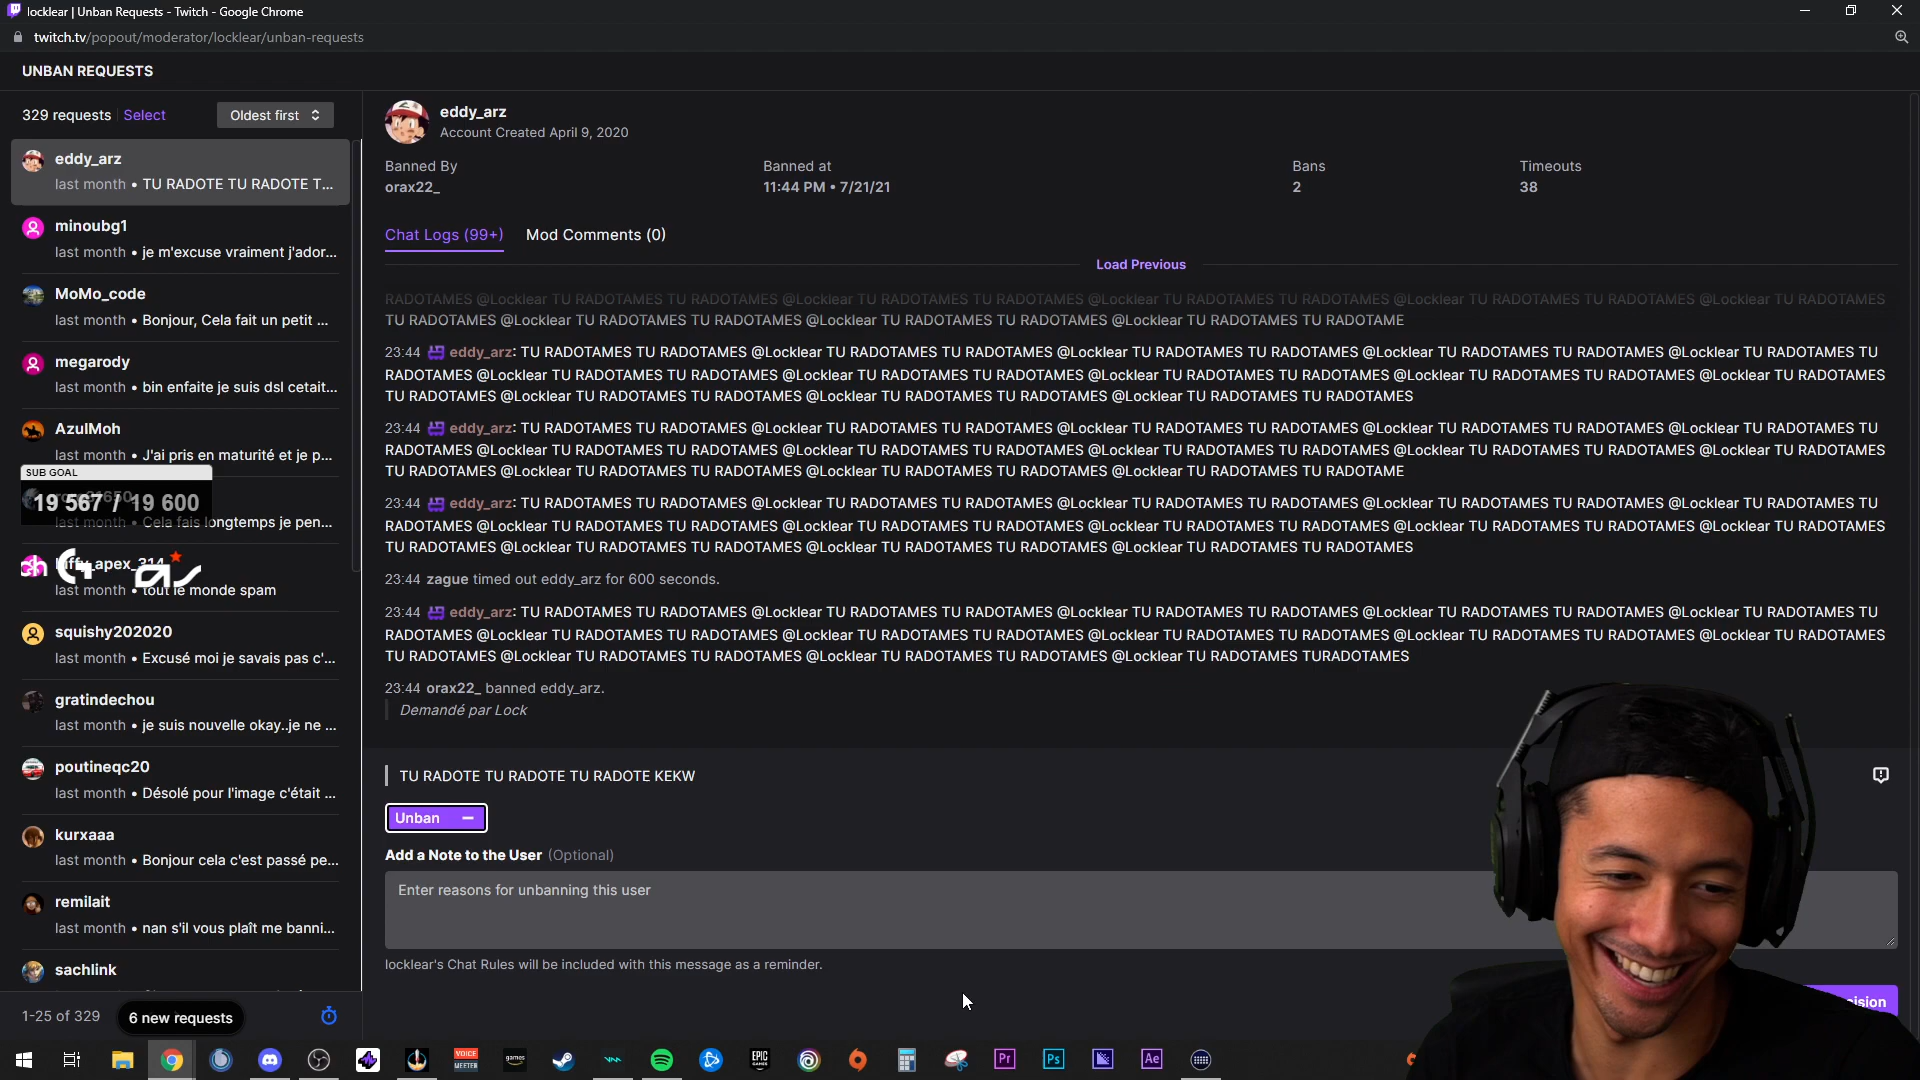 locklear | Unban Requests - Twitch - Google Chrome
twitch.tv/popout/moderator/locklear/unban-requests
UNBAN REQUESTS
329 requests Select Oldest first
eddy_arz
last month • TU RADOTE TU RADOTE T...
minoubg1
last month • je m'excuse vraiment j'ador...
MoMo_code
last month • Bonjour, Cela fait un petit ...
megarody
last month • bin enfaite je suis dsl cetait...
AzulMoh
last month • J'ai pris en maturité et je p...
SUB GOAL
19 567 / 19 600
last month • Cela fais longtemps je pen...
last month • tout le monde spam
squishy202020
last month • Excusé moi je savais pas c'...
gratindechou
last month • je suis nouvelle okay..je ne ...
poutineqc20
last month • Désolé pour l'image c'était ...
kurxaaa
last month • Bonjour cela c'est passé pe...
remilait
last month • nan s'il vous plaît me banni...
sachlink
1-25 of 329
6 new requests
eddy_arz
Account Created April 9, 2020
Banned By Banned at Bans Timeouts
orax22_ 11:44 PM • 7/21/21 2 38
Chat Logs (99+) Mod Comments (0)
Load Previous
RADOTAMES @Locklear TU RADOTAMES TU RADOTAMES @Locklear TU RADOTAMES TU RADOTAMES @Locklear TU RADOTAMES TU RADOTAMES @Locklear TU RADOTAMES TU RADOTAMES @Locklear TU RADOTAMES
TU RADOTAMES @Locklear TU RADOTAMES TU RADOTAMES @Locklear TU RADOTAMES TU RADOTAMES @Locklear TU RADOTAMES TU RADOTAME
23:44 eddy_arz: TU RADOTAMES TU RADOTAMES @Locklear TU RADOTAMES TU RADOTAMES @Locklear TU RADOTAMES TU RADOTAMES @Locklear TU RADOTAMES TU RADOTAMES @Locklear TU RADOTAMES TU
RADOTAMES @Locklear TU RADOTAMES TU RADOTAMES @Locklear TU RADOTAMES TU RADOTAMES @Locklear TU RADOTAMES TU RADOTAMES @Locklear TU RADOTAMES TU RADOTAMES @Locklear TU RADOTAMES
TU RADOTAMES @Locklear TU RADOTAMES TU RADOTAMES @Locklear TU RADOTAMES TU RADOTAMES @Locklear TU RADOTAMES TU RADOTAMES
23:44 eddy_arz: TU RADOTAMES TU RADOTAMES @Locklear TU RADOTAMES TU RADOTAMES @Locklear TU RADOTAMES TU RADOTAMES @Locklear TU RADOTAMES TU RADOTAMES @Locklear TU RADOTAMES TU
RADOTAMES @Locklear TU RADOTAMES TU RADOTAMES @Locklear TU RADOTAMES TU RADOTAMES @Locklear TU RADOTAMES TU RADOTAMES @Locklear TU RADOTAMES TU RADOTAMES @Locklear TU RADOTAMES
TU RADOTAMES @Locklear TU RADOTAMES TU RADOTAMES @Locklear TU RADOTAMES TU RADOTAMES @Locklear TU RADOTAMES TU RADOTAME
23:44 eddy_arz: TU RADOTAMES TU RADOTAMES @Locklear TU RADOTAMES TU RADOTAMES @Locklear TU RADOTAMES TU RADOTAMES @Locklear TU RADOTAMES TU RADOTAMES @Locklear TU RADOTAMES TU
RADOTAMES @Locklear TU RADOTAMES TU RADOTAMES @Locklear TU RADOTAMES TU RADOTAMES @Locklear TU RADOTAMES TU RADOTAMES @Locklear TU RADOTAMES TU RADOTAMES @Locklear TU RADOTAMES
TU RADOTAMES @Locklear TU RADOTAMES TU RADOTAMES @Locklear TU RADOTAMES TU RADOTAMES @Locklear TU RADOTAMES TU RADOTAMES
23:44 zague timed out eddy_arz for 600 seconds.
23:44 eddy_arz: TU RADOTAMES TU RADOTAMES @Locklear TU RADOTAMES TU RADOTAMES @Locklear TU RADOTAMES TU RADOTAMES @Locklear TU RADOTAMES TU RADOTAMES @Locklear TU RADOTAMES TU
RADOTAMES @Locklear TU RADOTAMES TU RADOTAMES @Locklear TU RADOTAMES TU RADOTAMES @Locklear TU RADOTAMES TU RADOTAMES @Locklear TU RADOTAMES TU RADOTAMES @Locklear TU RADOTAMES
TU RADOTAMES @Locklear TU RADOTAMES TU RADOTAMES @Locklear TU RADOTAMES TU RADOTAMES @Locklear TU RADOTAMES TURADOTAMES
23:44 orax22_ banned eddy_arz.
Demandé par Lock
TU RADOTE TU RADOTE TU RADOTE KEKW
Unban
Add a Note to the User (Optional)
Enter reasons for unbanning this user
locklear's Chat Rules will be included with this message as a reminder.
VOICE
MEETER
games
EPIC
GAMES
Pr
Ps
Ae